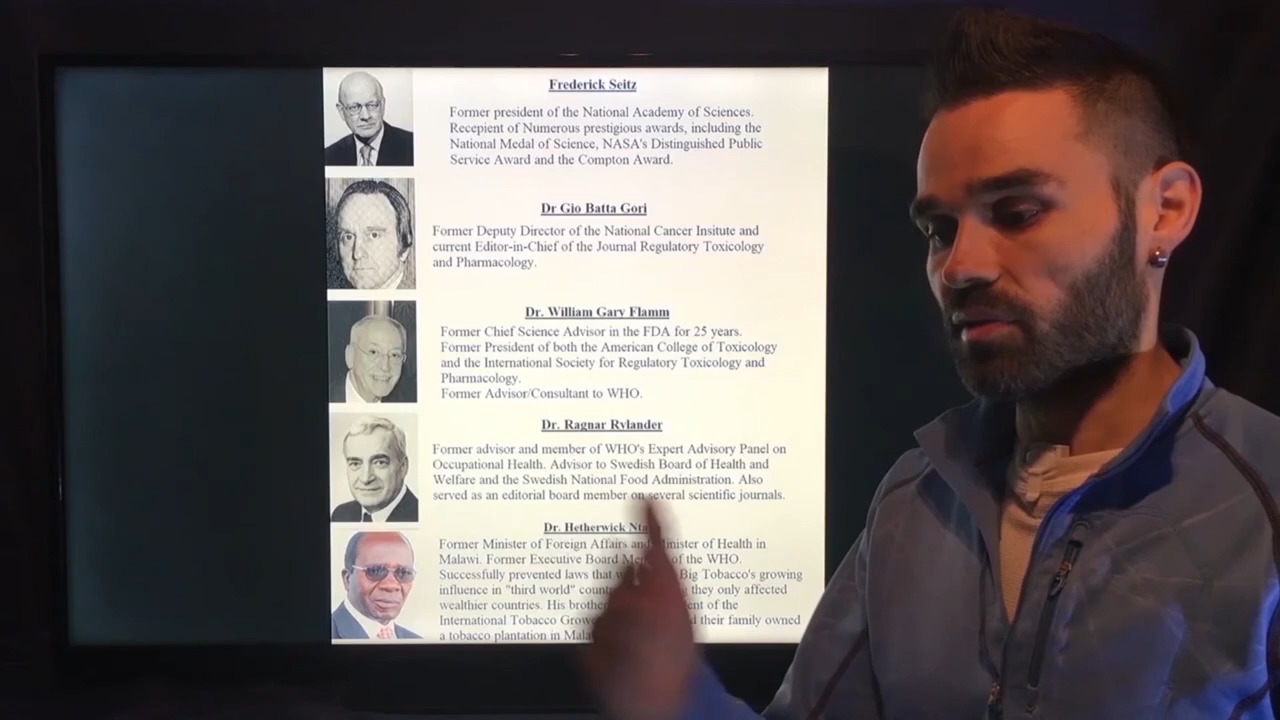 Frederick Seitz
Former president of the National Academy of Sciences.
Recepient of Numerous prestigious awards, including the
National Medal of Science, NASA's Distinguished Public
Service Award and the Compton Award.
Dr Gio Batta Gori
Former Deputy Director of the National Cancer Insitute and
current Editor-in-Chief of the Journal Regulatory Toxicology
and Pharmacology.
Dr. William Gary Flamm
Former Chief Science Advisor in the FDA for 25 years.
Former President of both the American College of Toxicology
and the International Society for Regulatory Toxicology and
Pharmacology.
Former Advisor/Consultant to WHO.
Dr. Ragnar Rylander
Former advisor and member of WHO's Expert Advisory Panel on
Occupational Health. Advisor to Swedish Board of Health and
Welfare and the Swedish National Food Administration. Also
served as an editorial board member on several scientific journals.
Dr. Hetherwick
Former Minister of Foreign Affairs and Minister of Health in
Malawi. Former Executive Board of the WHO.
Successfully prevented laws that Big Tobacco's growing
influence in "third world" they only affected
wealthier countries. His of the
International Tobacco their family owned
a tobacco plantation in